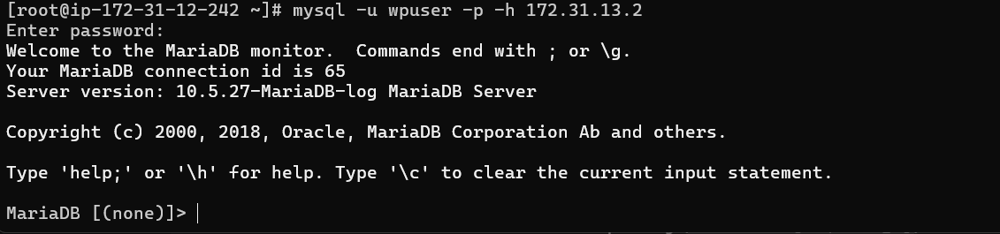 [root@ip-172-31-12-242 ~]# mysql -u wpuser -p -h 172.31.13.2
Enter password:
Welcome to the MariaDB monitor.  Commands end with ; or \g.
Your MariaDB connection id is 65
Server version: 10.5.27-MariaDB-log MariaDB Server
Copyright (c) 2000, 2018, Oracle, MariaDB Corporation Ab and others.
Type 'help;' or '\h' for help. Type '\c' to clear the current input statement.
MariaDB [(none)]>